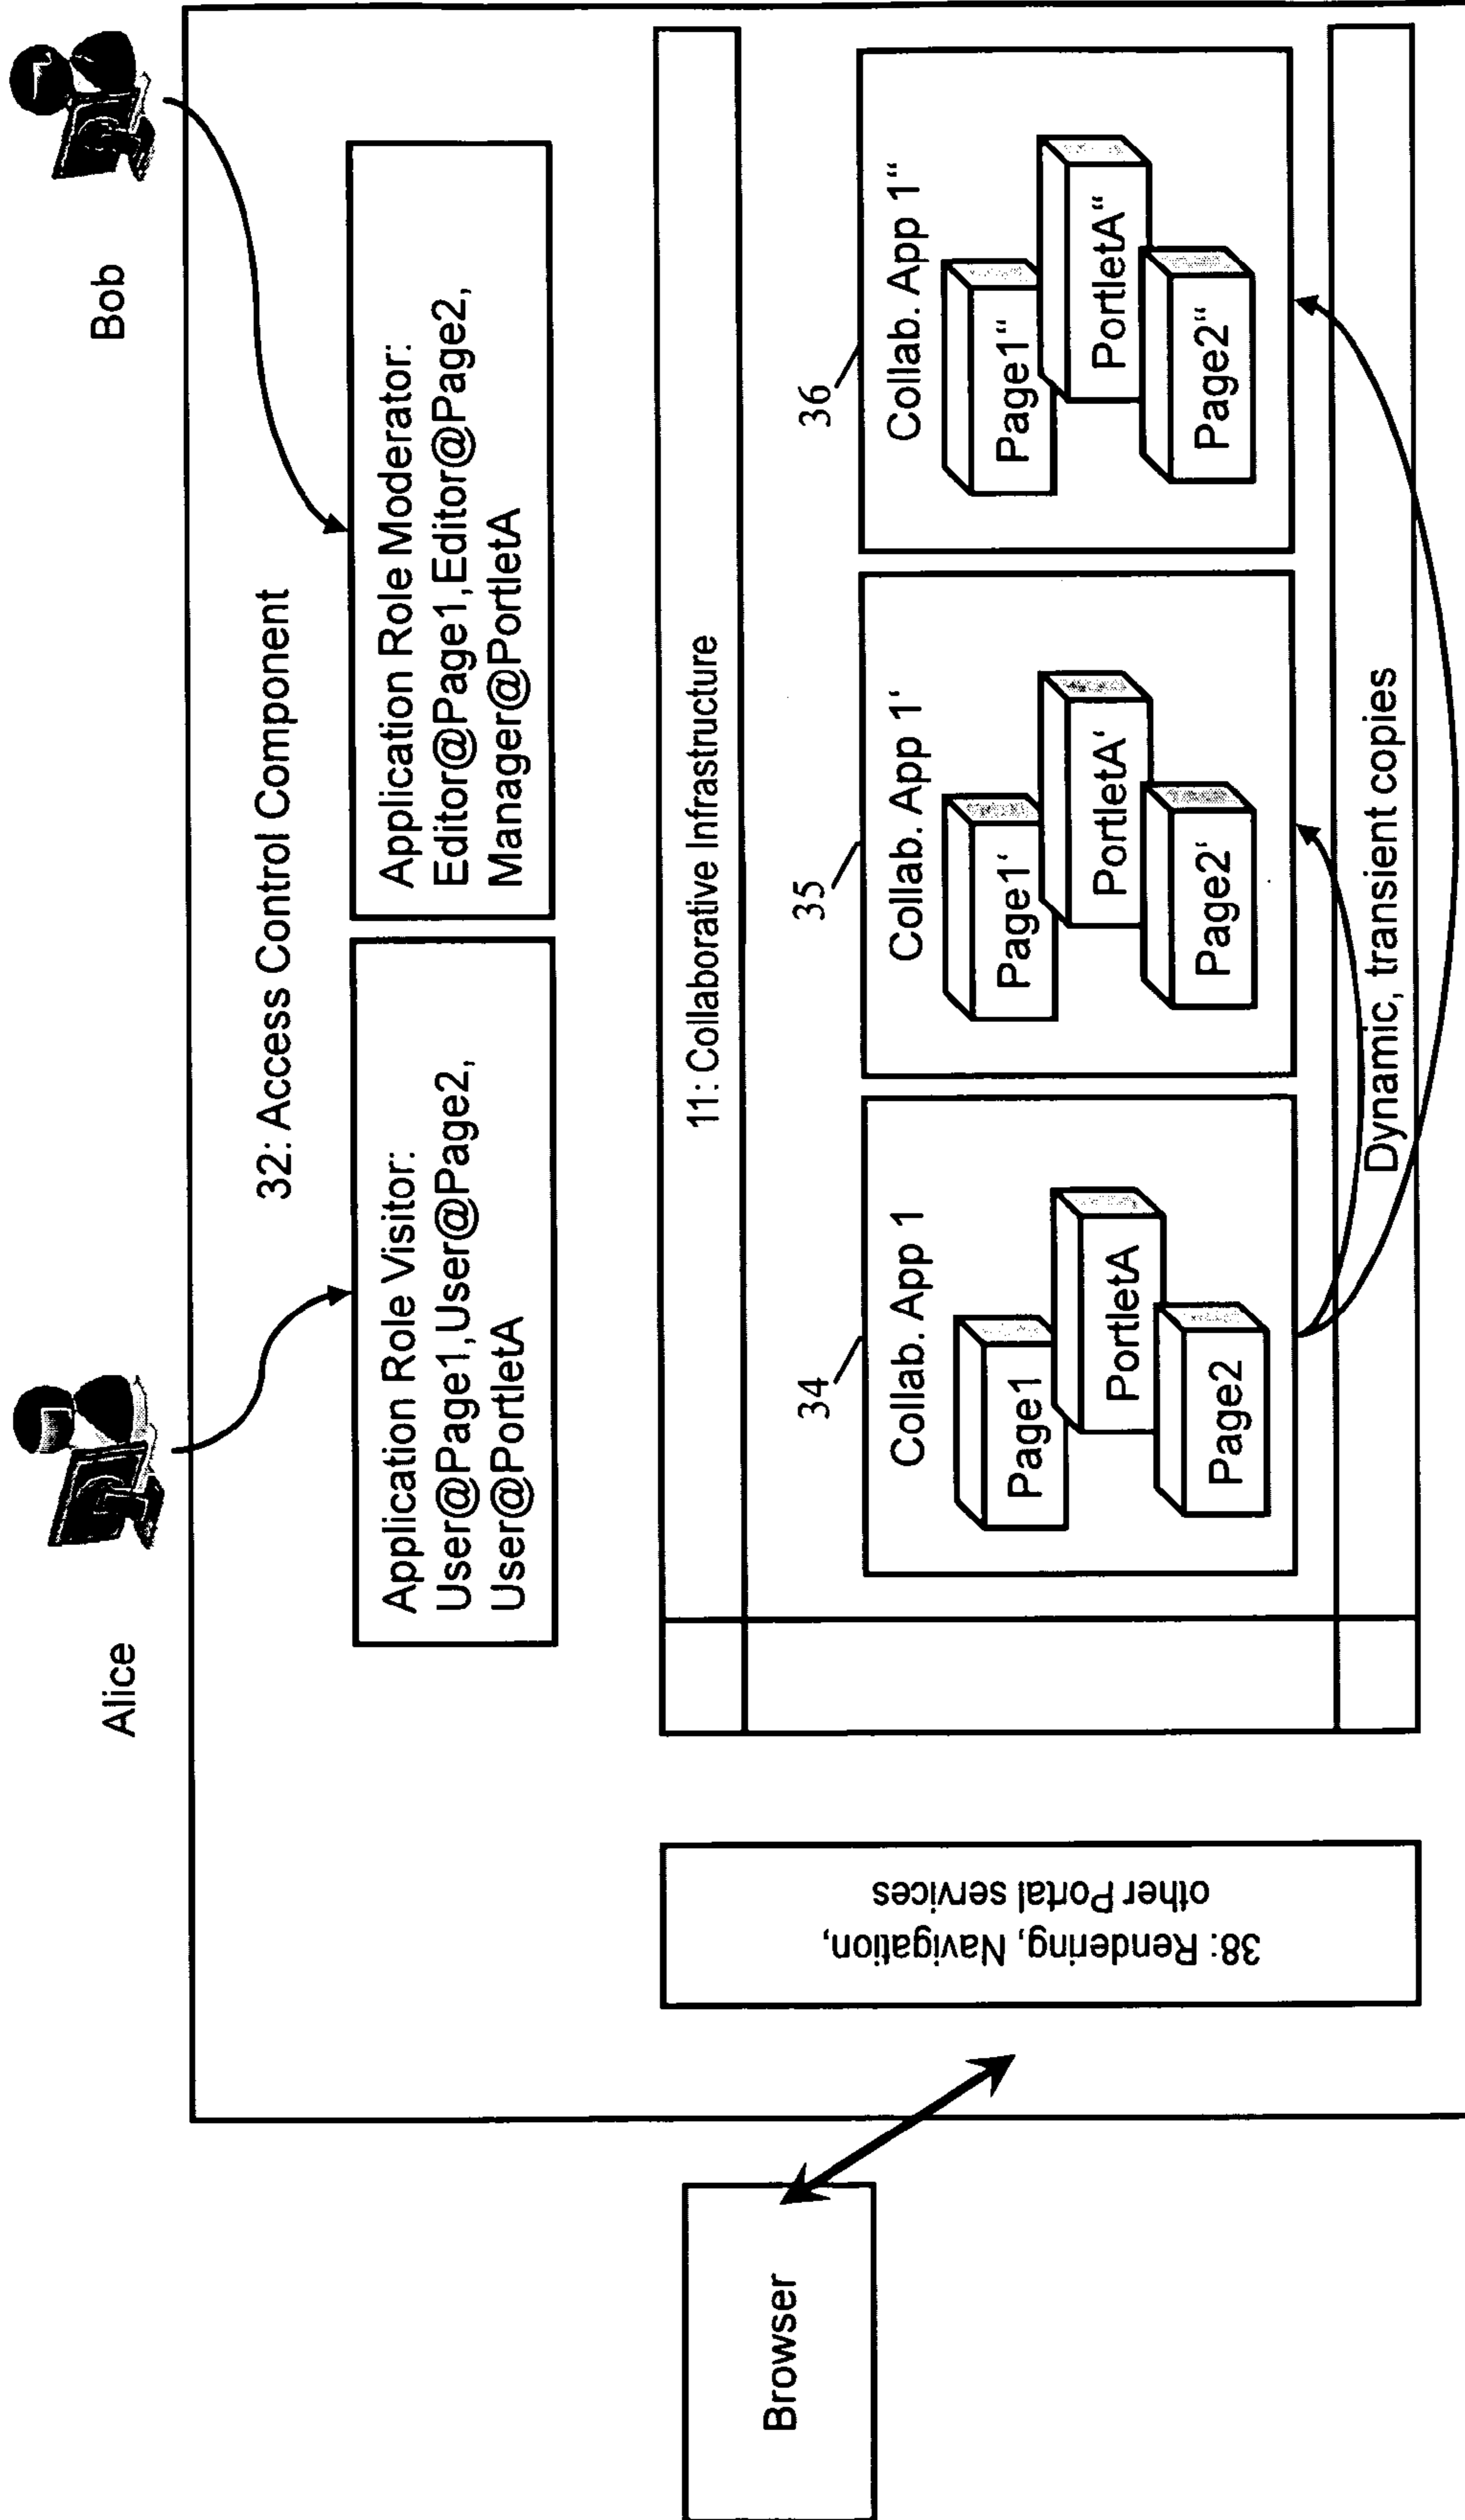 Alice
Bob
32: Access Control Component
Application Role Visitor:
User@Page1,User@Page2,
User@PortletA
Application Role Moderator:
Editor@Page1,Editor@Page2,
Manager@PortletA
Browser
38: Rendering, Navigation,
other Portal services
11: Collaborative Infrastructure
34
Collab. App 1
Page1
PortletA
Page2
35
Collab. App 1‘
Page1‘
PortletA‘
Page2‘
36
Collab. App 1“
Page1“
PortletA“
Page2“
Dynamic, transient copies